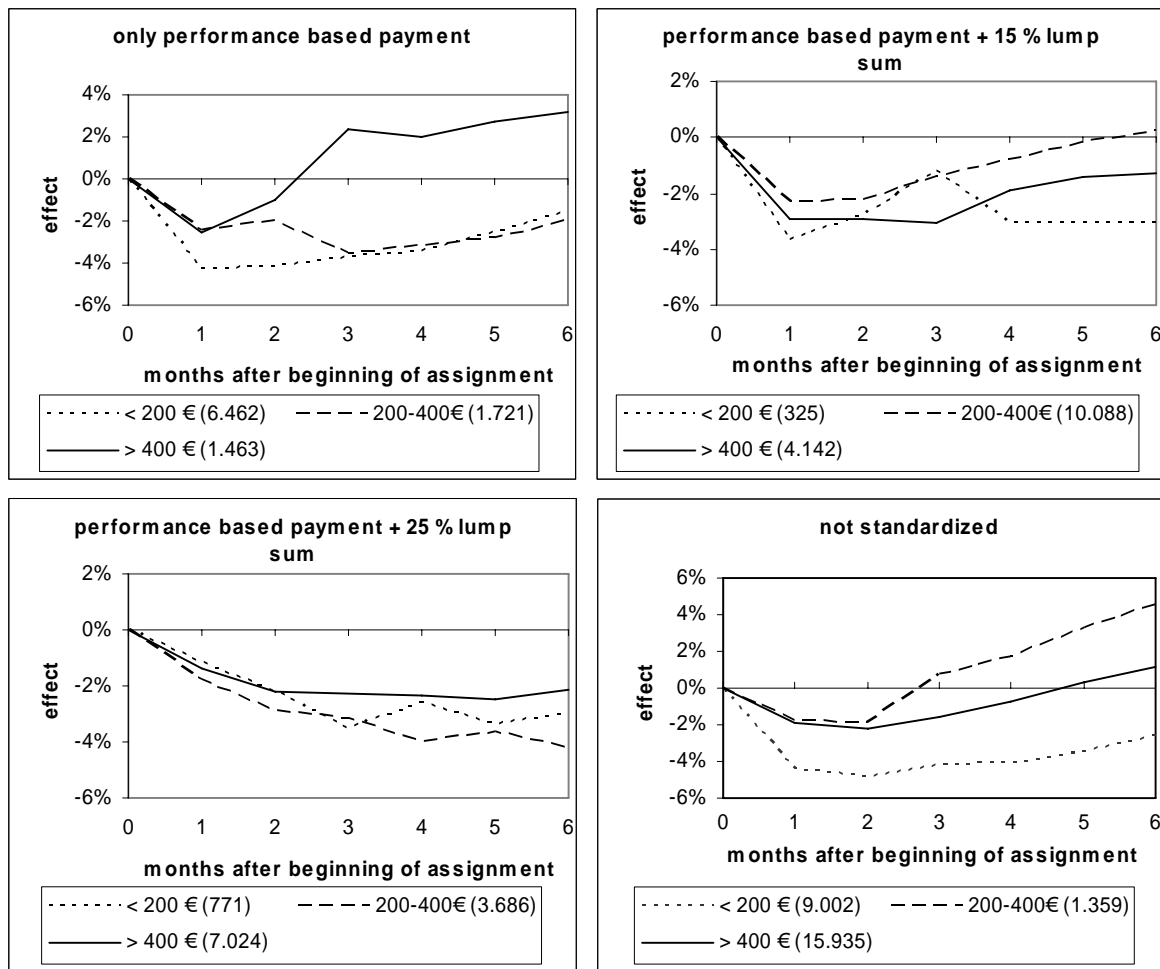 only performance based payment
4%
2%
0%
-2%
-4%
-6%
effect
0 1 2 3 4 5 6
months after beginning of assignment
< 200 € (6.462) 200-400€ (1.721)
> 400 € (1.463)
performance based payment + 15 % lump
sum
2%
0%
-2%
-4%
-6%
effect
0 1 2 3 4 5 6
months after beginning of assignment
< 200 € (325) 200-400€ (10.088)
> 400 € (4.142)
performance based payment + 25 % lump
sum
2%
0%
-2%
-4%
-6%
effect
0 1 2 3 4 5 6
months after beginning of assignment
< 200 € (771) 200-400€ (3.686)
> 400 € (7.024)
not standardized
6%
4%
2%
0%
-2%
-4%
-6%
effect
0 1 2 3 4 5 6
months after beginning of assignment
< 200 € (9.002) 200-400€ (1.359)
> 400 € (15.935)